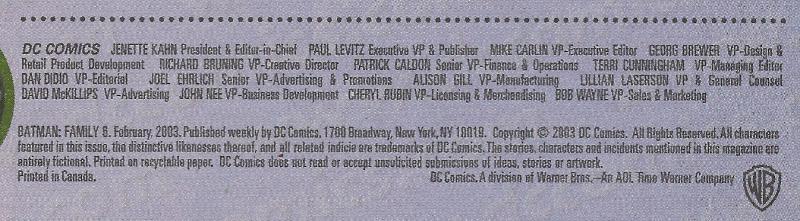 DC COMICS JENETTE KAHN President & Editor-in-Chief PAUL LEVITZ Executive VP & Publisher MIKE CARLIN VP-Executive Editor GEORG BREWER VP-Design &
Retail Product Development RICHARD BRUNING VP-Creative Director PATRICK CALDON Senior VP-Finance & Operations TERRI CUNNINGHAM VP-Managing Editor
DAN DIDIO VP-Editorial JOEL EHRLICH Senior VP-Advertising & Promotions ALISON GILL VP-Manufacturing LILLIAN LASERSON VP & General Counsel
DAVID McKILLIPS VP-Advertising JOHN NEE VP-Business Development CHERYL RUBIN VP-Licensing & Merchandising BOB WAYNE VP-Sales & Marketing
BATMAN: FAMILY 8. February, 2003. Published weekly by DC Comics, 1700 Broadway, New York, NY 10019. Copyright © 2003 DC Comics. All Rights Reserved. All characters
featured in this issue, the distinctive likenesses thereof, and all related indicia are trademarks of DC Comics. The stories, characters and incidents mentioned in this magazine are
entirely fictional. Printed on recyclable paper. DC Comics does not read or accept unsolicited submissions of ideas, stories or artwork.
Printed in Canada. DC Comics. A division of Warner Bros.—An AOL Time Warner Company WB